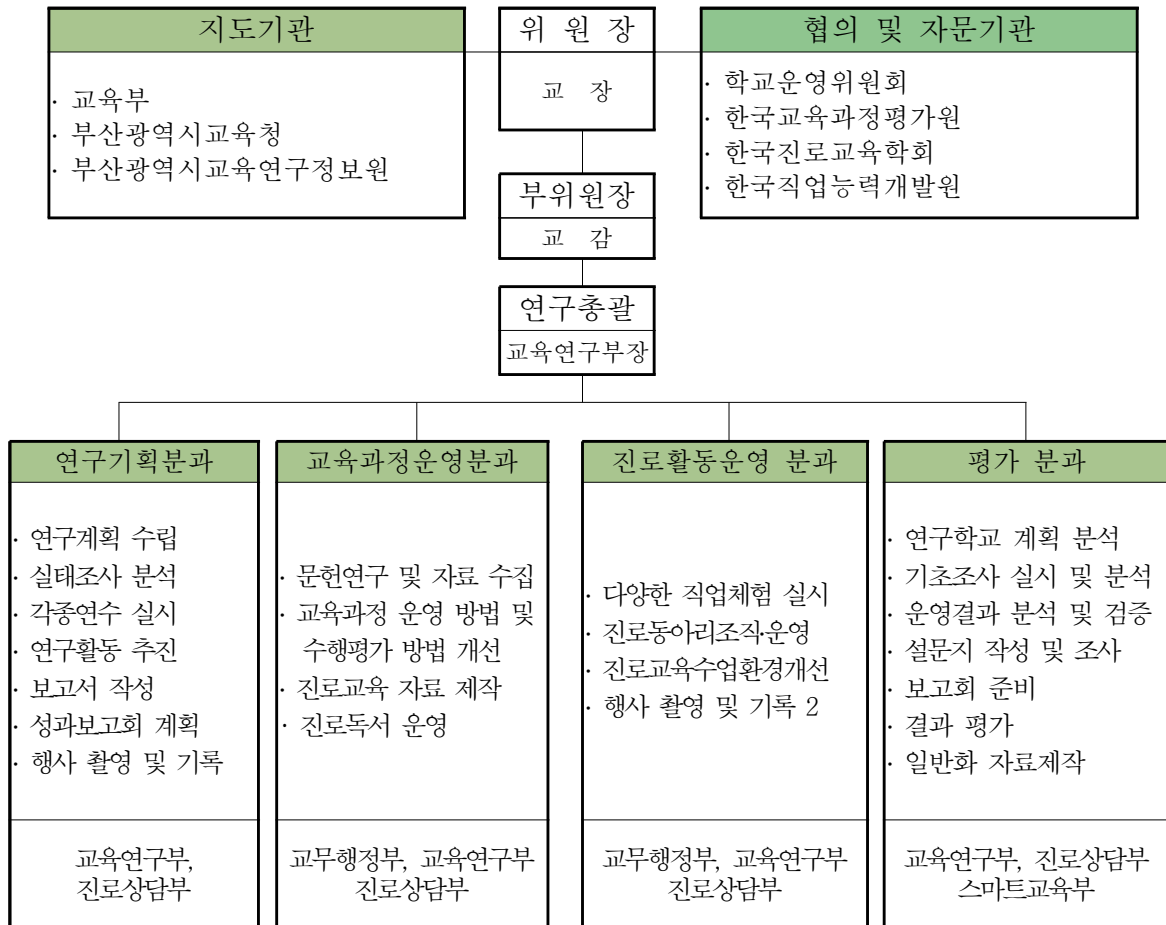 지도기관
· 교육부
· 부산광역시교육청
· 부산광역시교육연구정보원
위 원 장
교 장
협의 및 자문기관
· 학교운영위원회
· 한국교육과정평가원
· 한국진로교육학회
· 한국직업능력개발원
부위원장
교 감
연구총괄
교육연구부장
연구기획분과
· 연구계획 수립
· 실태조사 분석
· 각종연수 실시
· 연구활동 추진
· 보고서 작성
· 성과보고회 계획
· 행사 촬영 및 기록
교육연구부,
진로상담부
교육과정운영분과
· 문헌연구 및 자료 수집
· 교육과정 운영 방법 및
수행평가 방법 개선
· 진로교육 자료 제작
· 진로독서 운영
교무행정부, 교육연구부
진로상담부
진로활동운영 분과
· 다양한 직업체험 실시
· 진로동아리조직·운영
· 진로교육수업환경개선
· 행사 촬영 및 기록 2
교무행정부, 교육연구부
진로상담부
평가 분과
· 연구학교 계획 분석
· 기초조사 실시 및 분석
· 운영결과 분석 및 검증
· 설문지 작성 및 조사
· 보고회 준비
· 결과 평가
· 일반화 자료제작
교육연구부, 진로상담부
스마트교육부